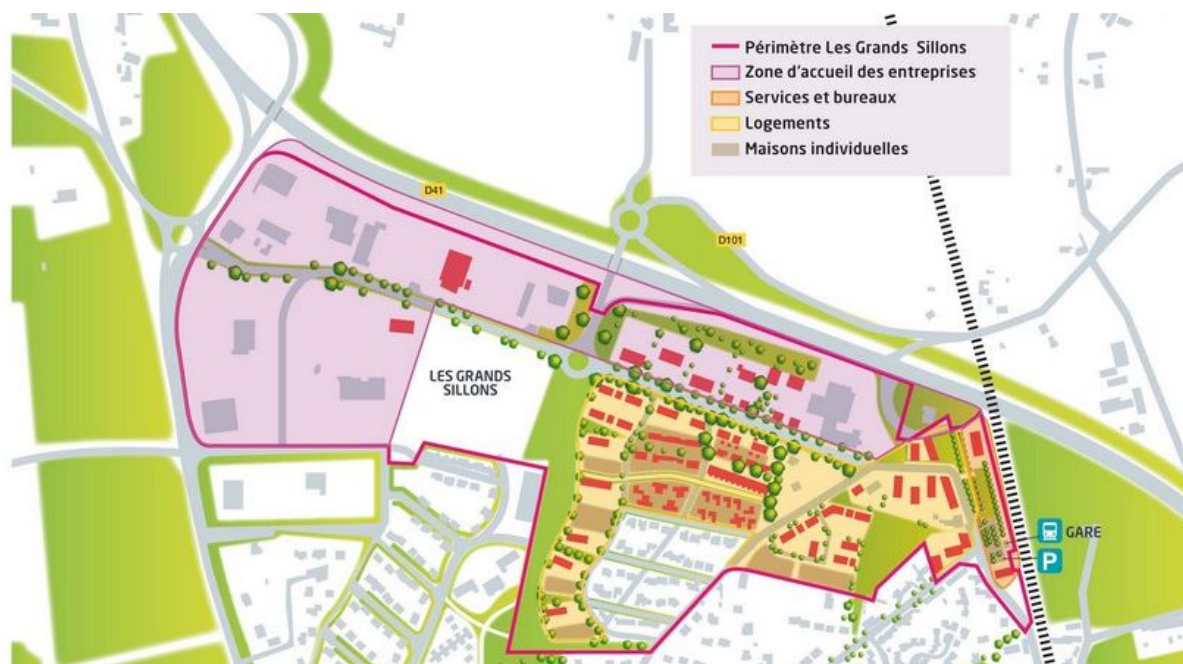 Périmètre Les Grands Sillons
Zone d'accueil des entreprises
Services et bureaux
Logements
Maisons individuelles
D41
D101
LES GRANDS
SILLONS
GARE
P